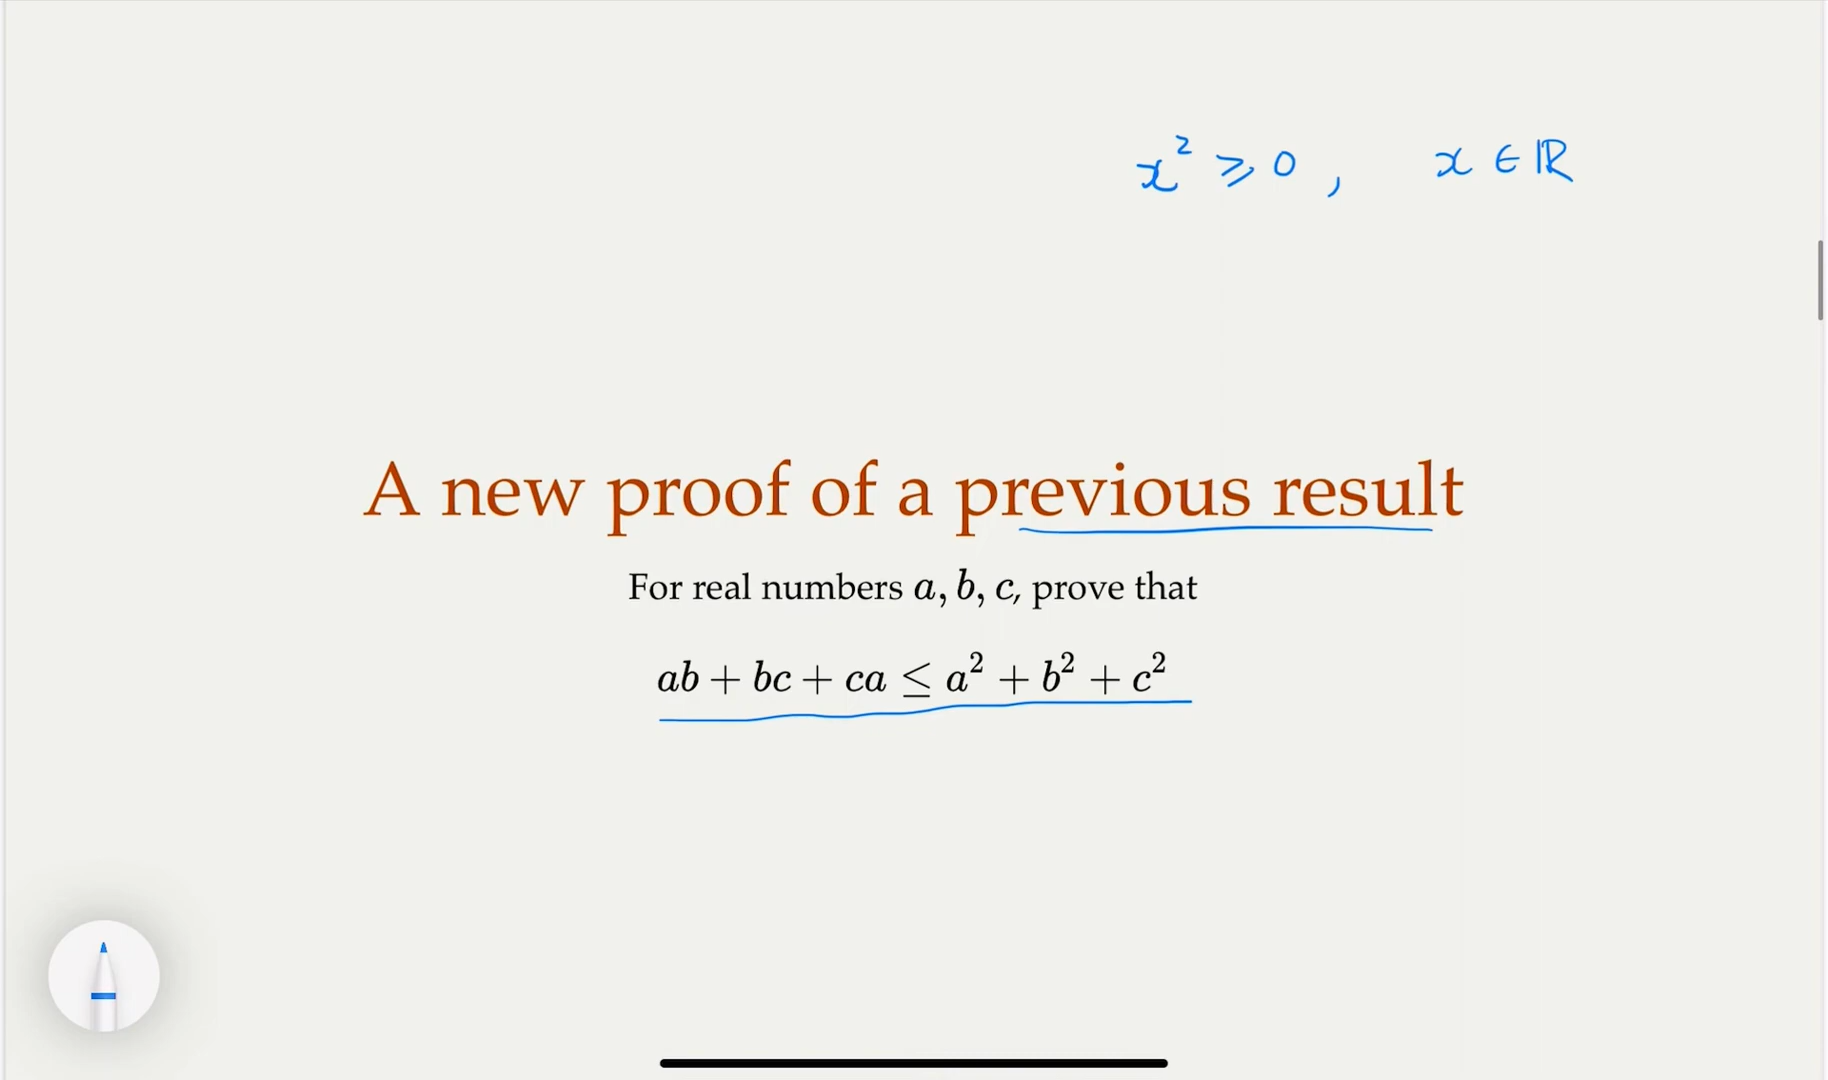 x² ⩾ 0 , x ∈ ℝ
A new proof of a previous result
For real numbers a, b, c, prove that
ab + bc + ca ≤ a² + b² + c²